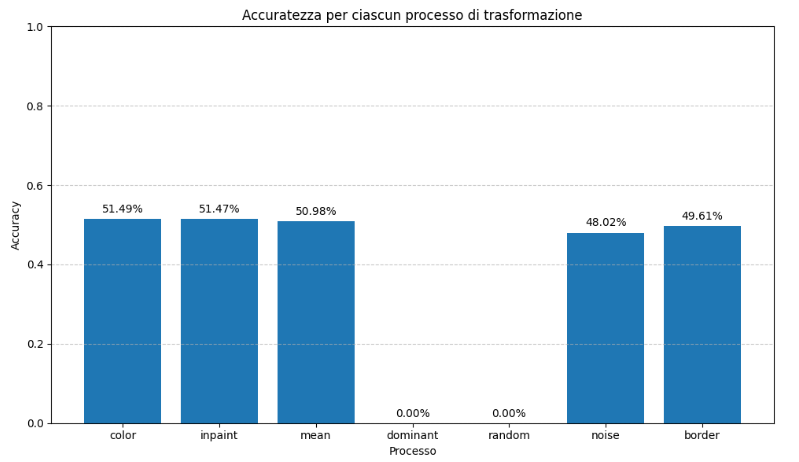 Accuratezza per ciascun processo di trasformazione
1.0
0.8
0.6
0.4
0.2
0.0
Accuracy
51.49%
51.47%
50.98%
0.00%
0.00%
48.02%
49.61%
color
inpaint
mean
dominant
random
noise
border
Processo